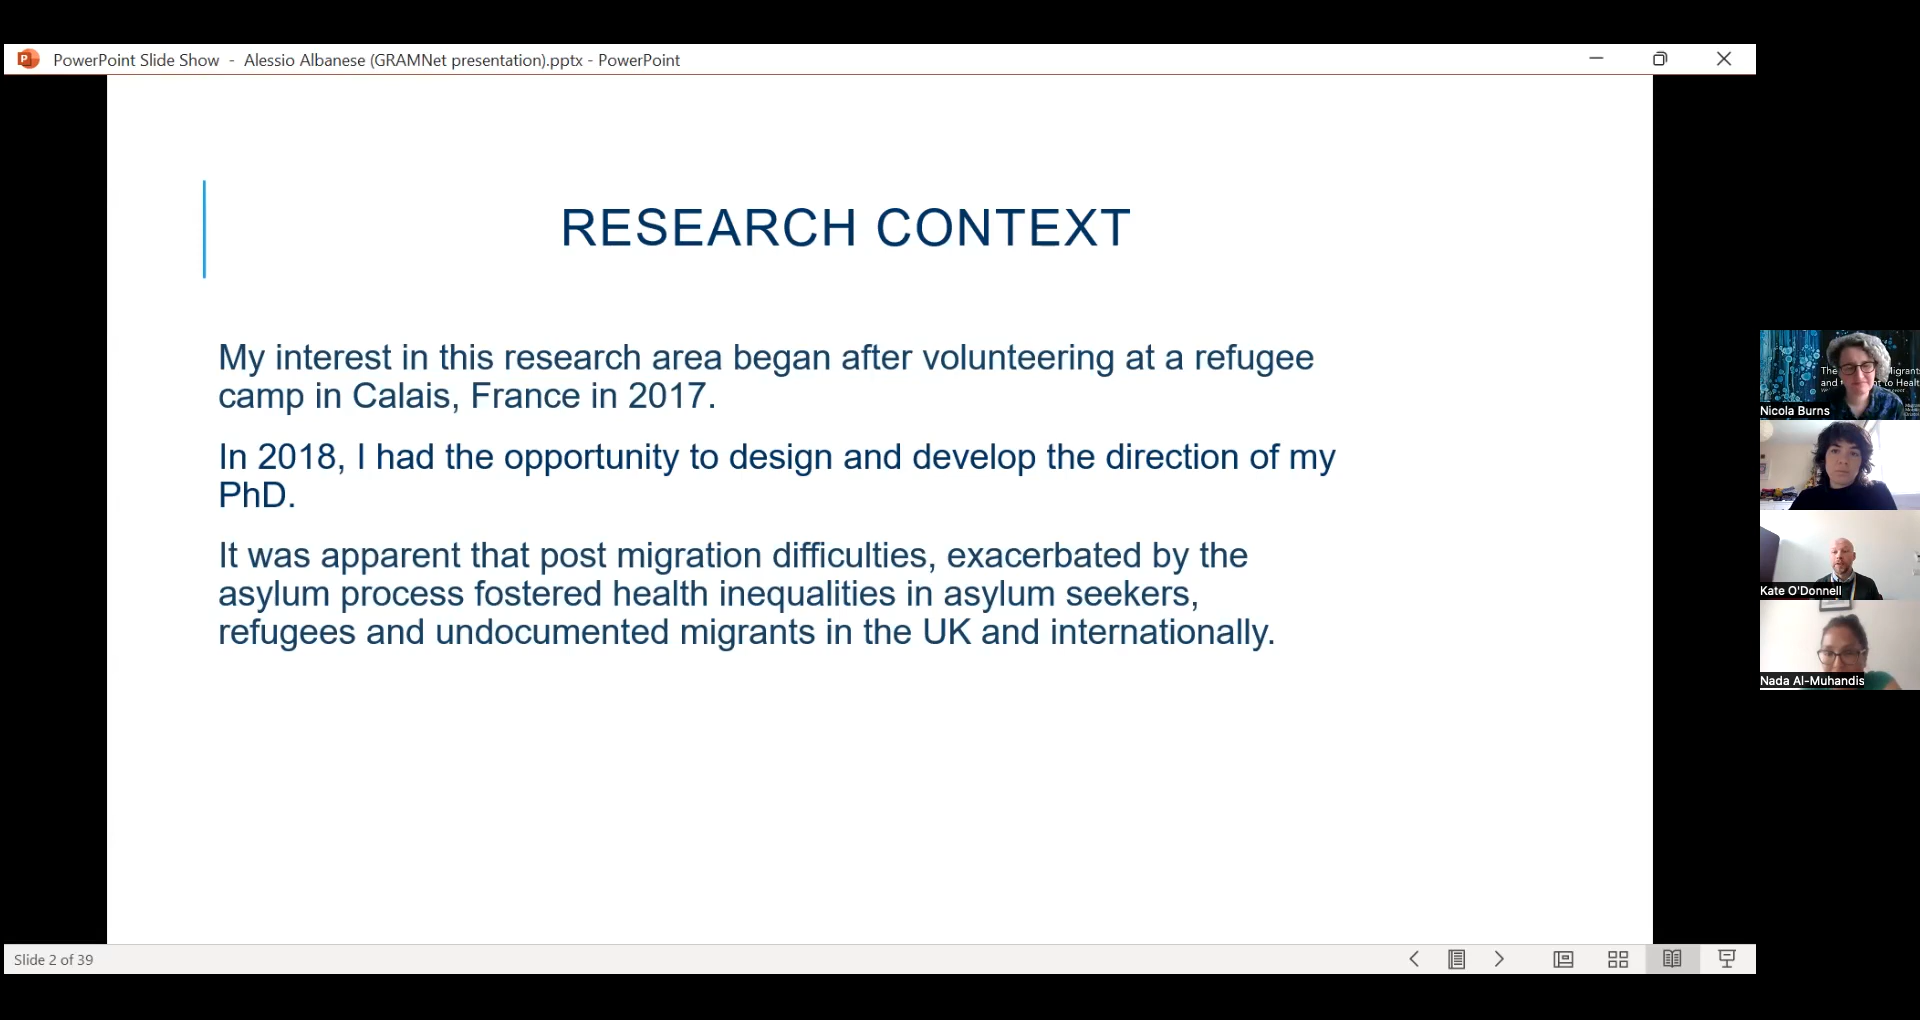 PowerPoint Slide Show - Alessio Albanese (GRAMNet presentation).pptx - PowerPoint
RESEARCH CONTEXT
My interest in this research area began after volunteering at a refugee
camp in Calais, France in 2017.
In 2018, I had the opportunity to design and develop the direction of my
PhD.
It was apparent that post migration difficulties, exacerbated by the
asylum process fostered health inequalities in asylum seekers,
refugees and undocumented migrants in the UK and internationally.
Slide 2 of 39
The
and
Nicola Burns
Kate O'Donnell
Nada Al-Muhandis